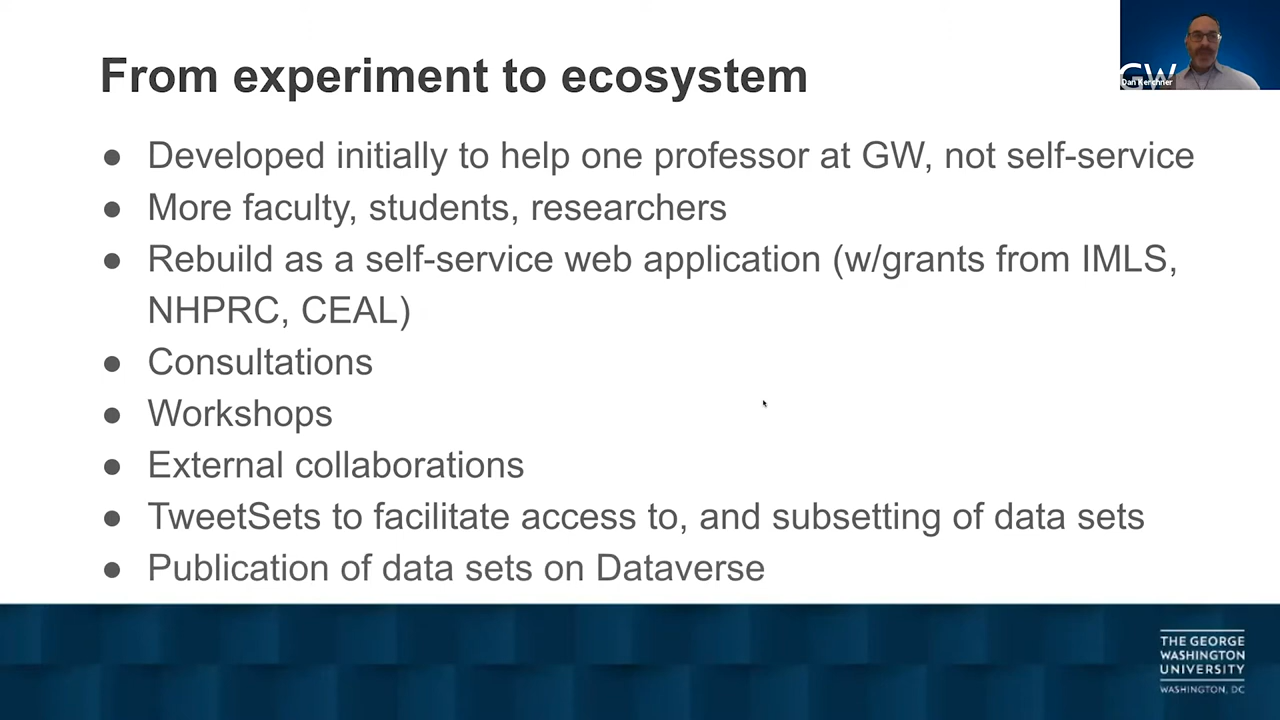 From experiment to ecosystem
GW
Dan Kerchner
● Developed initially to help one professor at GW, not self-service
● More faculty, students, researchers
● Rebuild as a self-service web application (w/grants from IMLS,
NHPRC, CEAL)
● Consultations
● Workshops
● External collaborations
● TweetSets to facilitate access to, and subsetting of data sets
● Publication of data sets on Dataverse
THE GEORGE
WASHINGTON
UNIVERSITY
WASHINGTON, DC